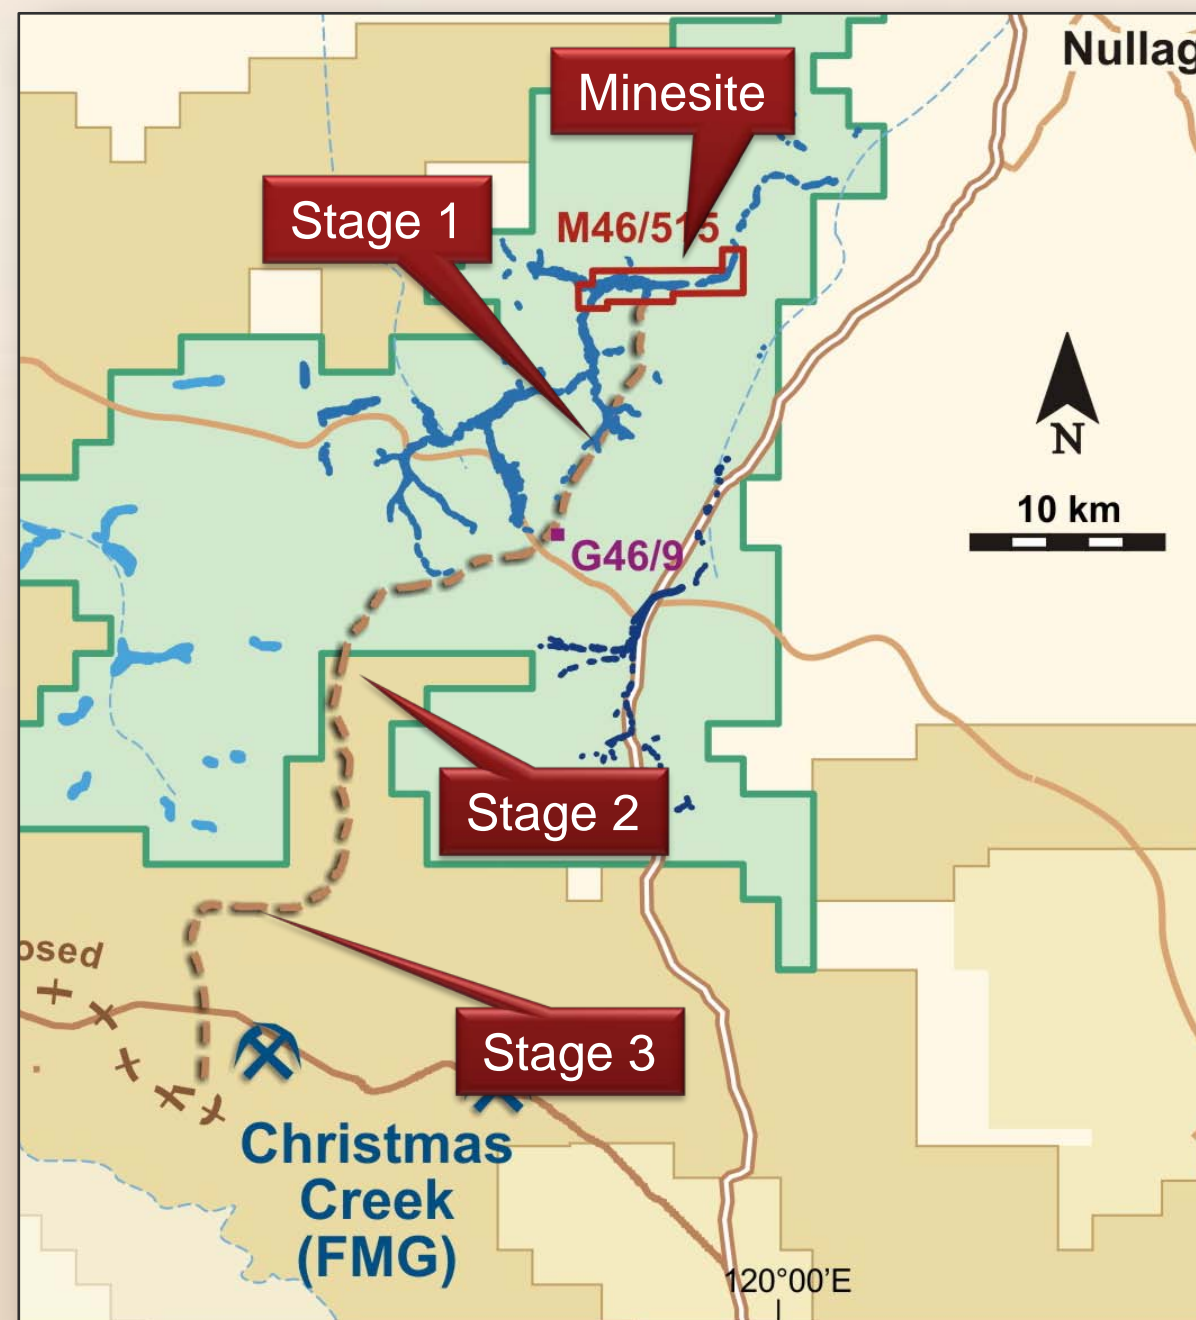 Nullag
Minesite
Stage 1
M46/515
N
10 km
G46/9
Stage 2
osed
Stage 3
Christmas
Creek
(FMG)
120°00'E